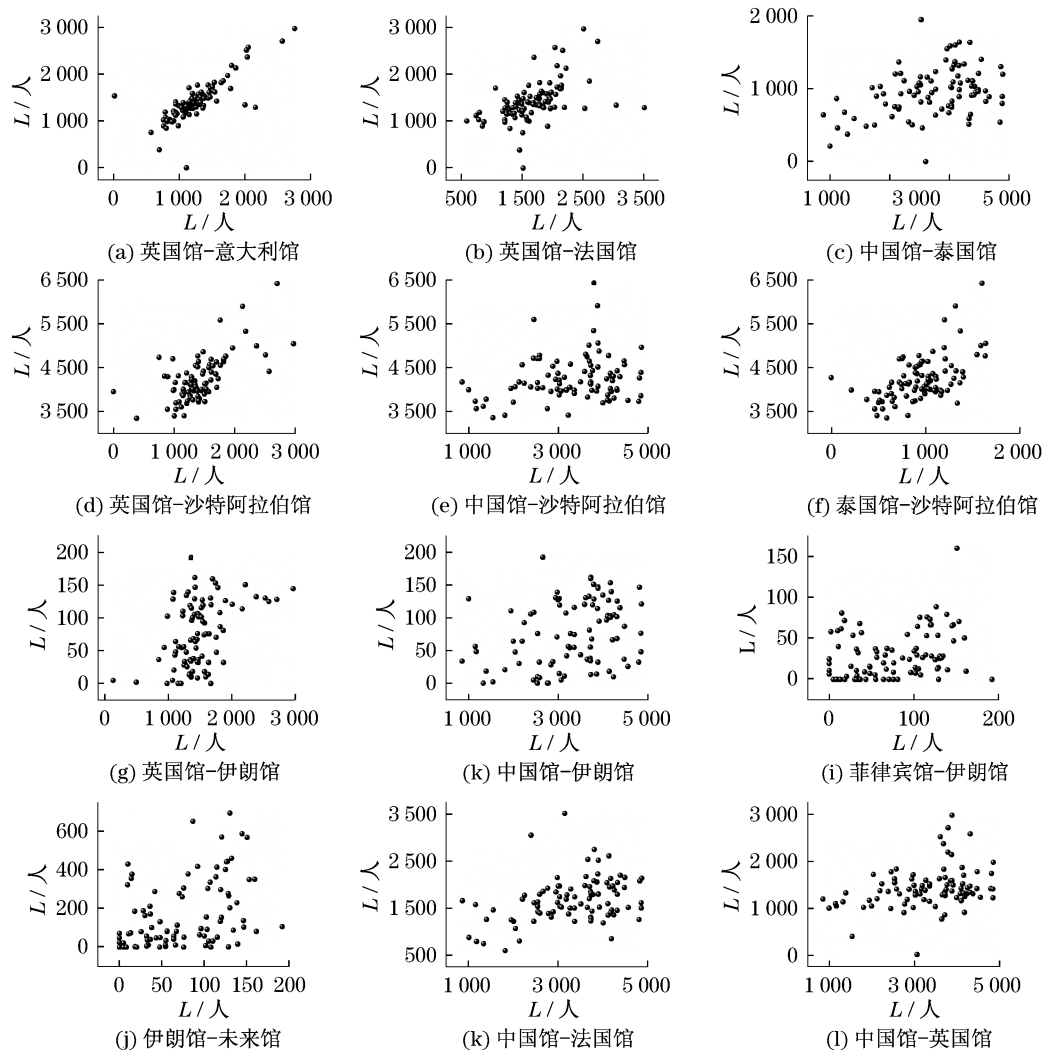 3 000
2 000
1 000
0
L / 人
0 1 000 2 000 3 000
L / 人
(a) 英国馆-意大利馆
3 000
2 000
1 000
0
L / 人
500 1 500 2 500 3 500
L / 人
(b) 英国馆-法国馆
2 000
1 000
0
L / 人
1 000 3 000 5 000
L / 人
(c) 中国馆-泰国馆
6 500
5 500
4 500
3 500
L / 人
0 1 000 2 000 3 000
L / 人
(d) 英国馆-沙特阿拉伯馆
6 500
5 500
4 500
3 500
L / 人
1 000 3 000 5 000
L / 人
(e) 中国馆-沙特阿拉伯馆
6 500
5 500
4 500
3 500
L / 人
0 1 000 2 000
L / 人
(f) 泰国馆-沙特阿拉伯馆
200
150
100
50
0
L / 人
0 1 000 2 000 3 000
L / 人
(g) 英国馆-伊朗馆
200
150
100
50
0
L / 人
1 000 3 000 5 000
L / 人
(k) 中国馆-伊朗馆
150
100
50
0
L / 人
0 100 200
L / 人
(i) 菲律宾馆-伊朗馆
600
400
200
0
L / 人
0 50 100 150 200
L / 人
(j) 伊朗馆-未来馆
3 500
2 500
1 500
500
L / 人
1 000 3 000 5 000
L / 人
(k) 中国馆-法国馆
3 000
2 000
1 000
0
L / 人
1 000 3 000 5 000
L / 人
(l) 中国馆-英国馆